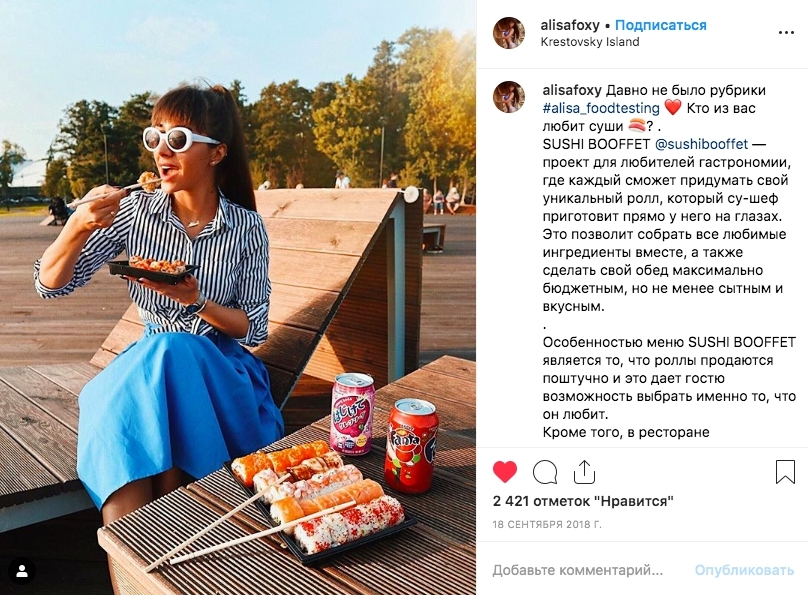 alisafoxy • Подписаться
Krestovsky Island
alisafoxy Давно не было рубрики
#alisa_foodtesting ❤️ Кто из вас
любит суши 🍣? .
SUSHI BOOFFET @sushibooffet —
проект для любителей гастрономии,
где каждый сможет придумать свой
уникальный ролл, который су-шеф
приготовит прямо у него на глазах.
Это позволит собрать все любимые
ингредиенты вместе, а также
сделать свой обед максимально
бюджетным, но не менее сытным и
вкусным.
.
Особенностью меню SUSHI BOOFFET
является то, что роллы продаются
поштучно и это дает гостю
возможность выбрать именно то, что
он любит.
Кроме того, в ресторане
2 421 отметок "Нравится"
18 СЕНТЯБРЯ 2018 Г.
Добавьте комментарий... Опубликовать
Fanta